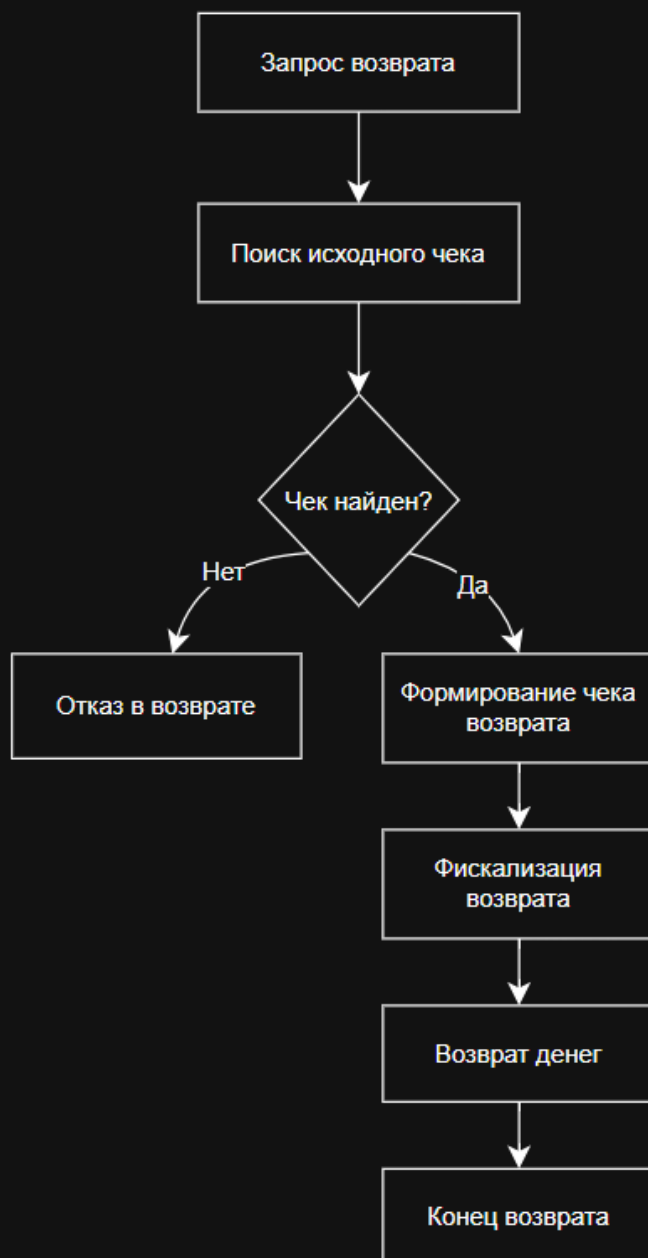 Запрос возврата
Поиск исходного чека
Чек найден?
Нет
Да
Отказ в возврате
Формирование чека
возврата
Фискализация
возврата
Возврат денег
Конец возврата